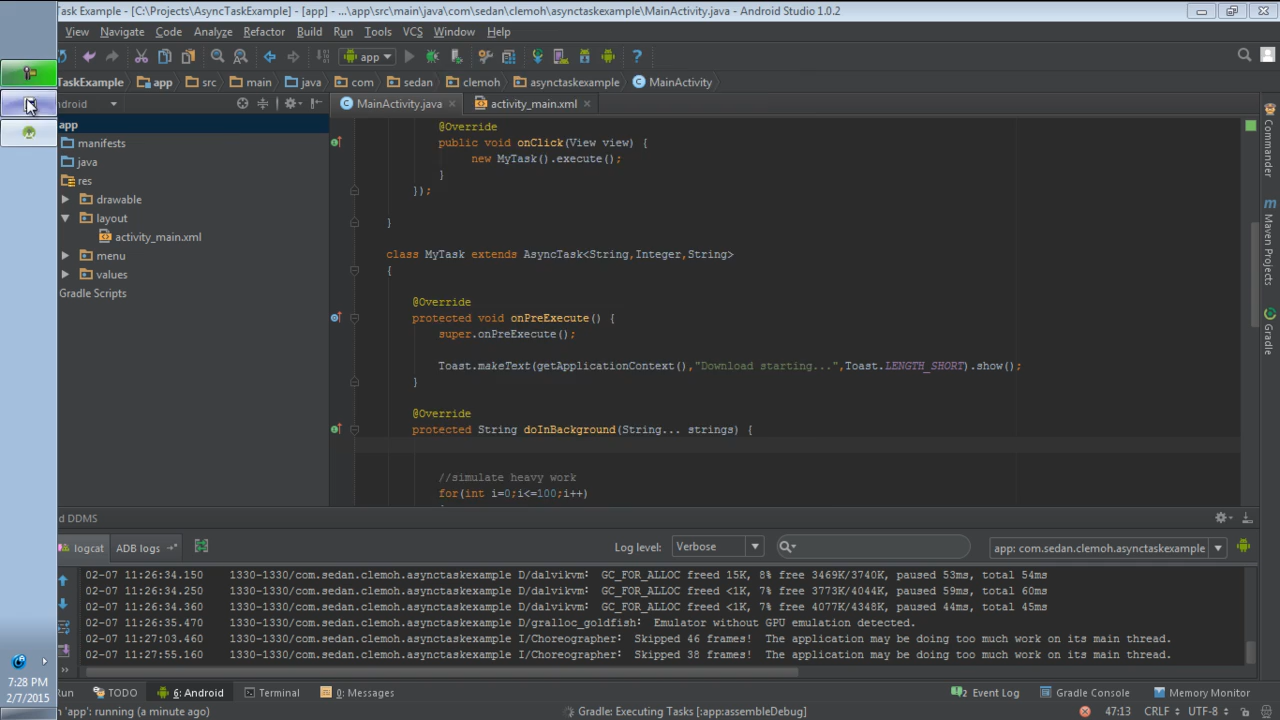 Task Example - [C:\Projects\AsyncTaskExample] - [app] - ...\app\src\main\java\com\sedan\clemoh\asynctaskexample\MainActivity.java - Android Studio 1.0.2
View Navigate Code Analyze Refactor Build Run Tools VCS Window Help
app
TaskExample app src main java com sedan clemoh asynctaskexample MainActivity
ndroid
MainActivity.java activity_main.xml
app
manifests
java
res
drawable
layout
activity_main.xml
menu
values
Gradle Scripts
@Override
public void onClick(View view) {
new MyTask().execute();
}
});
}
class MyTask extends AsyncTask<String,Integer,String>
{
@Override
protected void onPreExecute() {
super.onPreExecute();
Toast.makeText(getApplicationContext(),"Download starting...",Toast.LENGTH_SHORT).show();
}
@Override
protected String doInBackground(String... strings) {
//simulate heavy work
for(int i=0;i<=100;i++)
Commander
Maven Projects
Gradle
d DDMS
logcat ADB logs Log level: Verbose app: com.sedan.clemoh.asynctaskexample
02-07 11:26:34.150 1330-1330/com.sedan.clemoh.asynctaskexample D/dalvikvm: GC_FOR_ALLOC freed 15K, 8% free 3469K/3740K, paused 53ms, total 54ms
02-07 11:26:34.250 1330-1330/com.sedan.clemoh.asynctaskexample D/dalvikvm: GC_FOR_ALLOC freed <1K, 7% free 3773K/4044K, paused 59ms, total 60ms
02-07 11:26:34.360 1330-1330/com.sedan.clemoh.asynctaskexample D/dalvikvm: GC_FOR_ALLOC freed <1K, 7% free 4077K/4348K, paused 44ms, total 45ms
02-07 11:26:35.470 1330-1330/com.sedan.clemoh.asynctaskexample D/gralloc_goldfish: Emulator without GPU emulation detected.
02-07 11:27:03.460 1330-1330/com.sedan.clemoh.asynctaskexample I/Choreographer: Skipped 46 frames! The application may be doing too much work on its main thread.
02-07 11:27:55.160 1330-1330/com.sedan.clemoh.asynctaskexample I/Choreographer: Skipped 38 frames! The application may be doing too much work on its main thread.
7:28 PM
2/7/2015
Run TODO 6: Android Terminal 0: Messages 2 Event Log Gradle Console Memory Monitor
n 'app': running (a minute ago) Gradle: Executing Tasks [:app:assembleDebug] 47:13 CRLF UTF-8